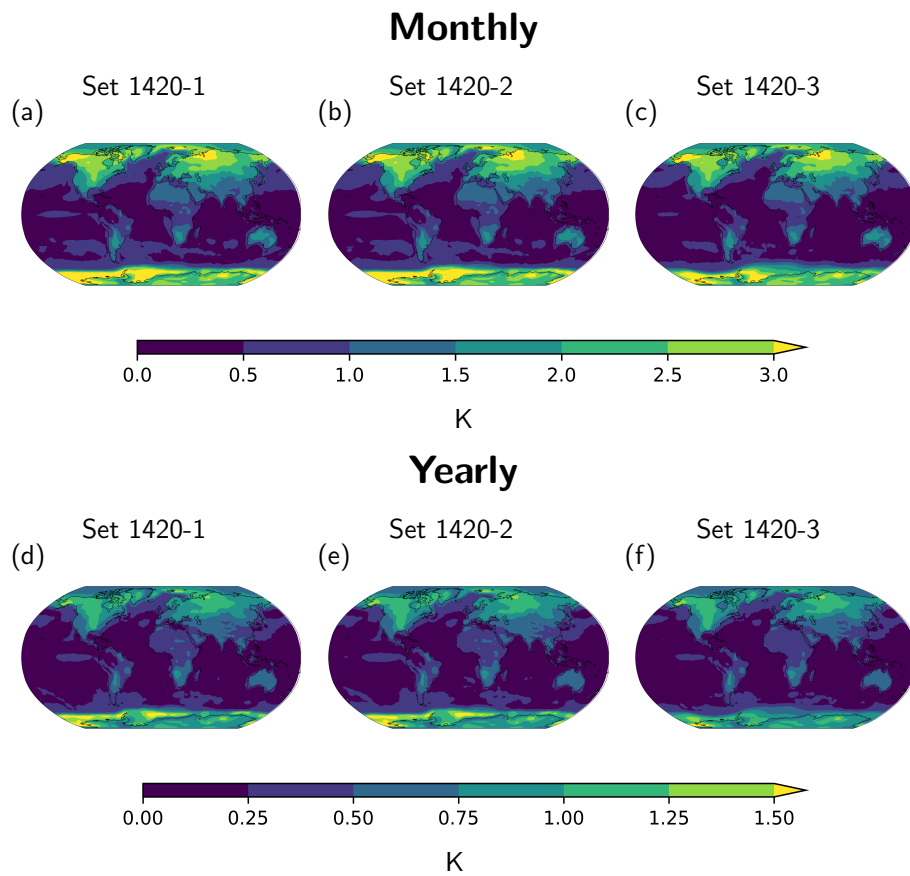 Monthly
Set 1420-1 Set 1420-2 Set 1420-3
(a) (b) (c)
0.0 0.5 1.0 1.5 2.0 2.5 3.0
K
Yearly
Set 1420-1 Set 1420-2 Set 1420-3
(d) (e) (f)
0.00 0.25 0.50 0.75 1.00 1.25 1.50
K